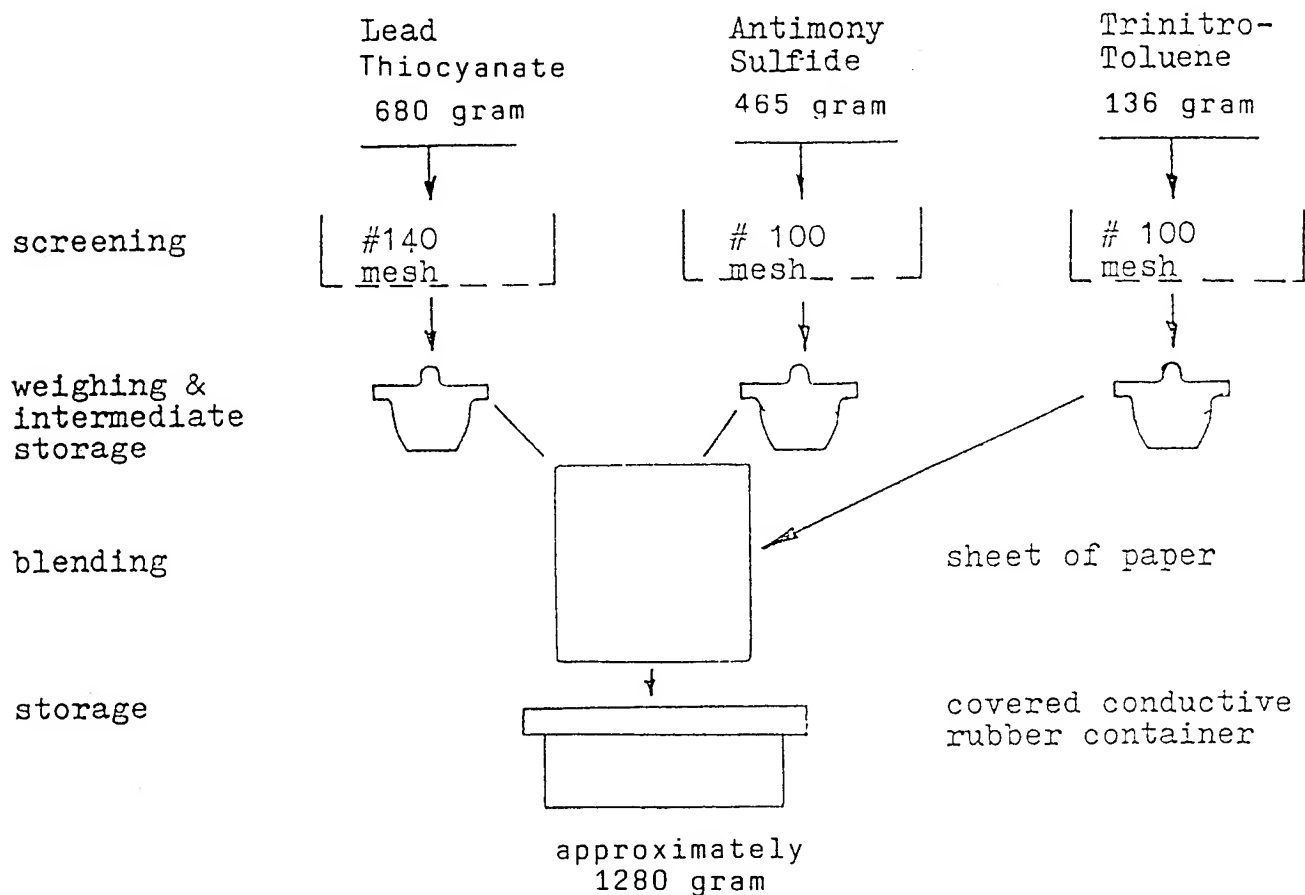 Lead
Thiocyanate
680 gram
Antimony
Sulfide
465 gram
Trinitro-
Toluene
136 gram
screening
#140
mesh
# 100
mesh
# 100
mesh
weighing &
intermediate
storage
blending
sheet of paper
storage
covered conductive
rubber container
approximately
1280 gram